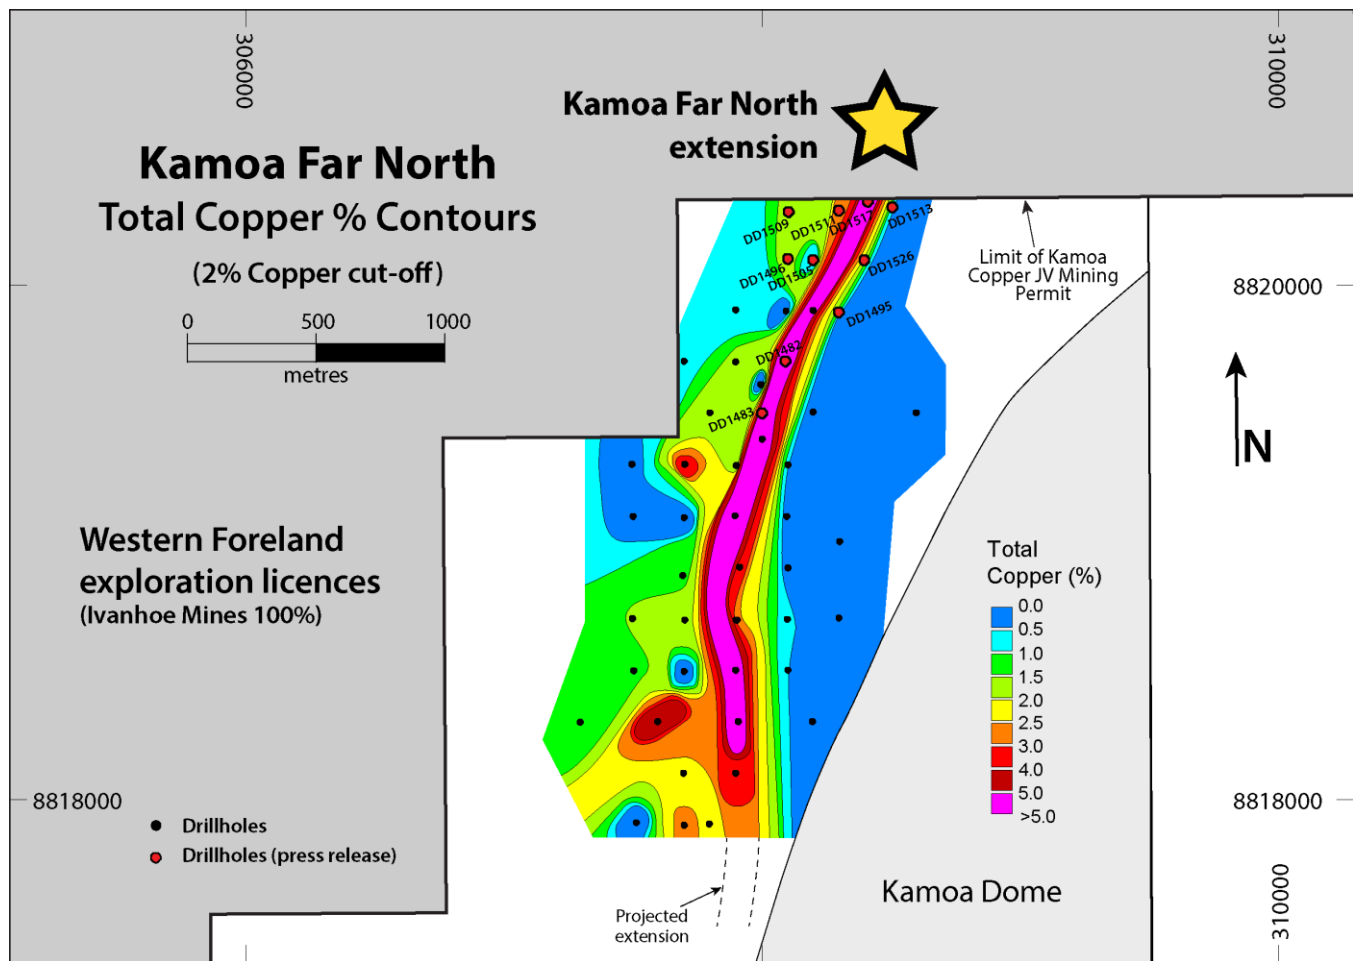 306000
310000
Kamoa Far North
extension
Kamoa Far North
Total Copper % Contours
(2% Copper cut-off)
0
500
1000
metres
DD1509
DD1511
DD1517
DD1513
DD1496
DD1505
DD1526
DD1495
DD1482
DD1483
Limit of Kamoa
Copper JV Mining
Permit
8820000
N
Western Foreland
exploration licences
(Ivanhoe Mines 100%)
Total
Copper (%)
0.0
0.5
1.0
1.5
2.0
2.5
3.0
4.0
5.0
>5.0
8818000
8818000
Drillholes
Drillholes (press release)
Kamoa Dome
Projected
extension
310000